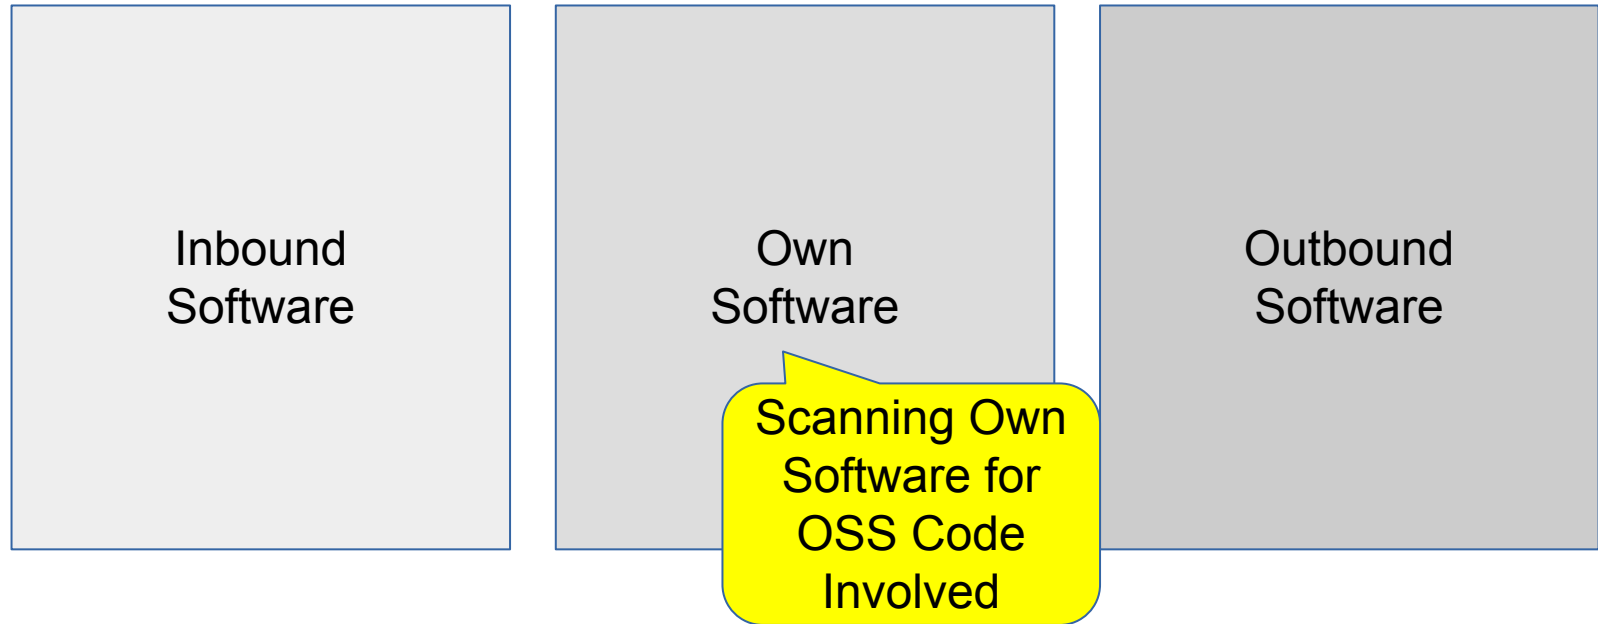 Inbound
Software
Own
Software
Outbound
Software
Scanning Own
Software for
OSS Code
Involved